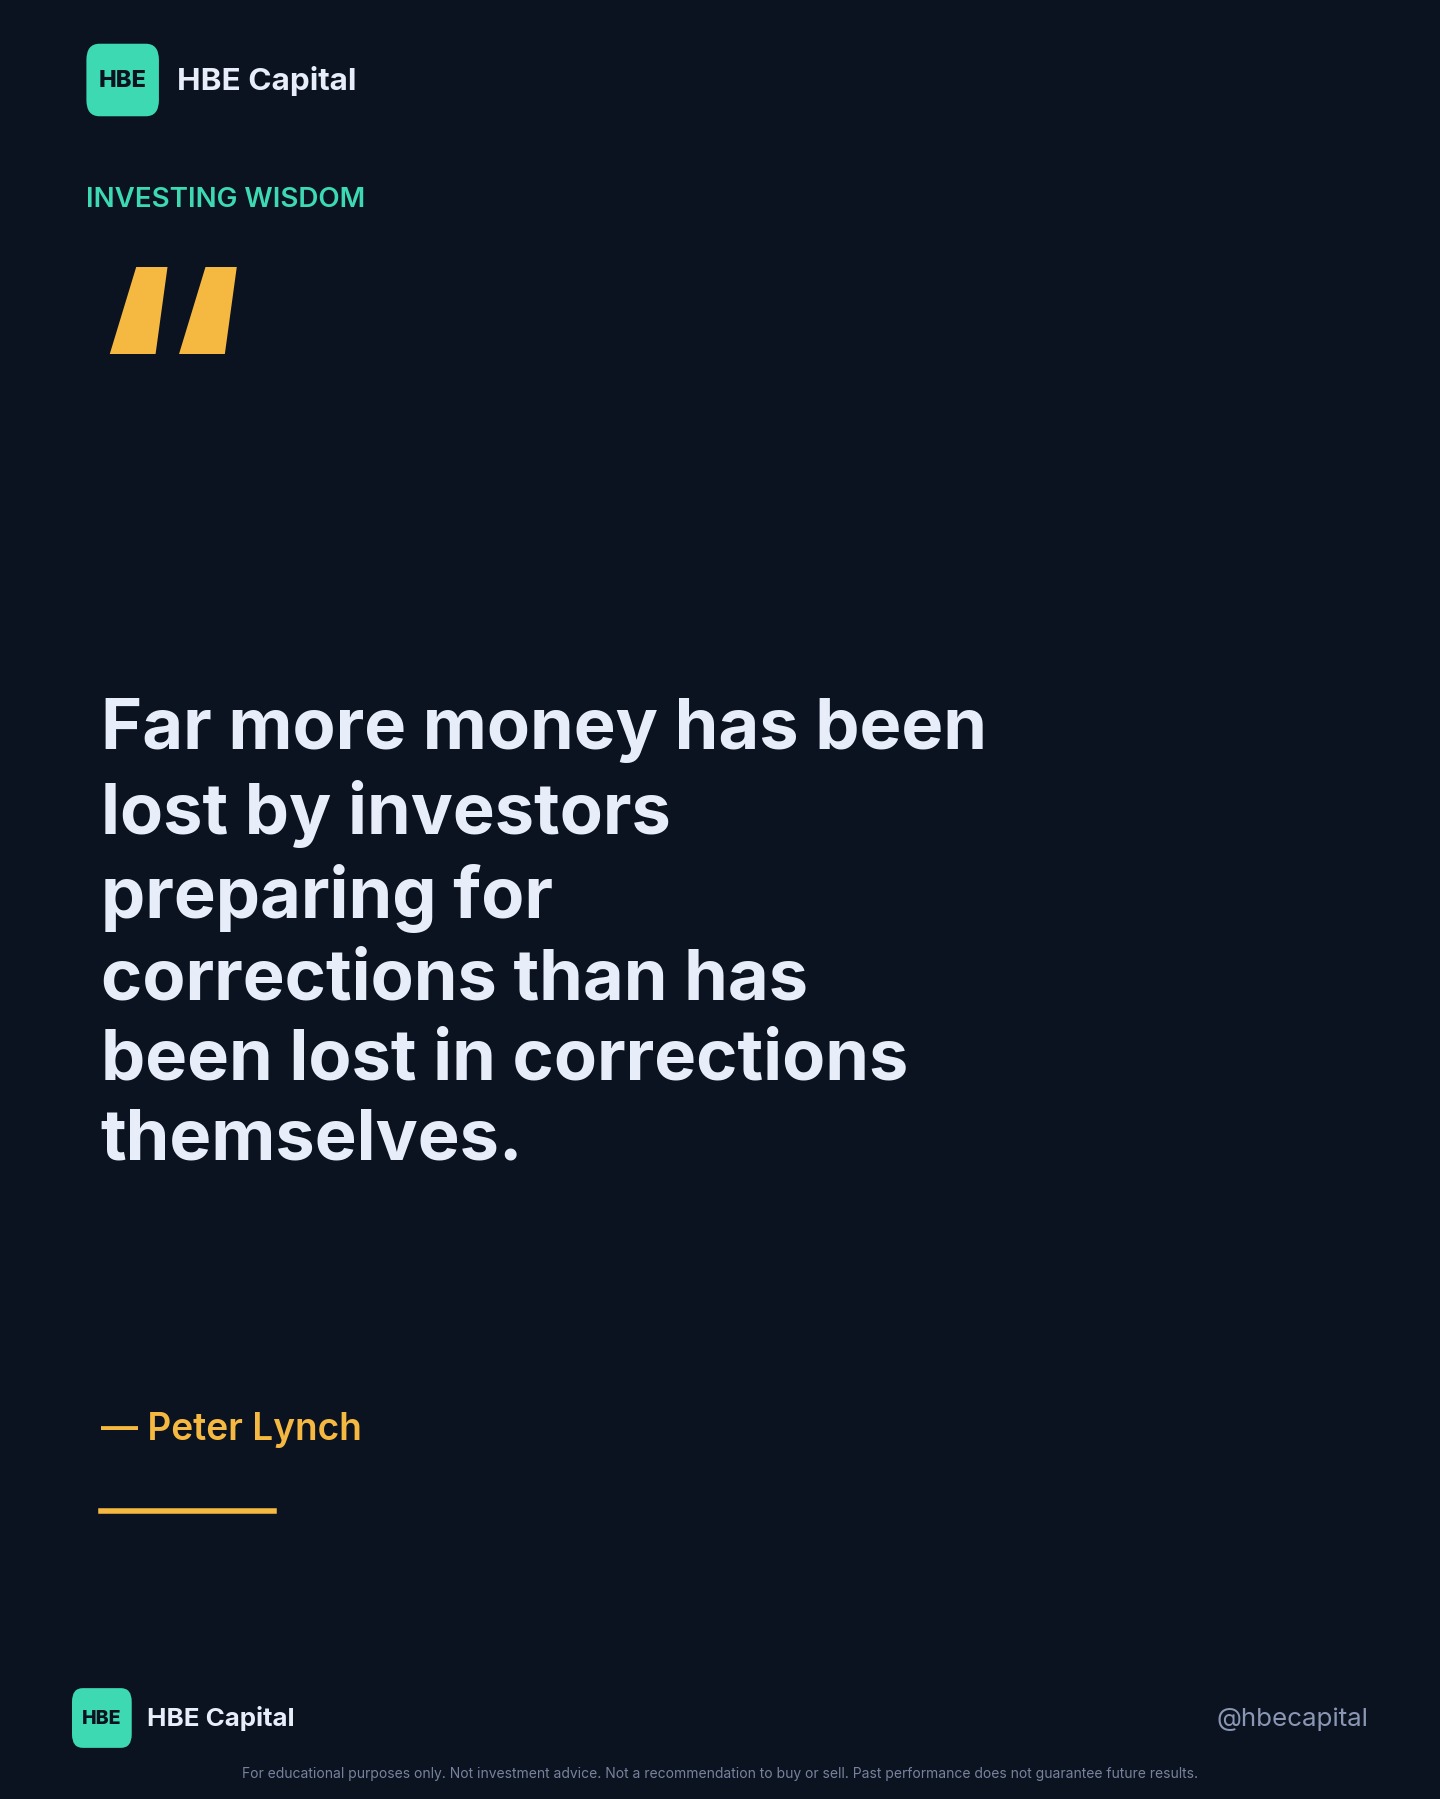 HBE HBE Capital
INVESTING WISDOM
"
Far more money has been
lost by investors
preparing for
corrections than has
been lost in corrections
themselves.
— Peter Lynch
HBE HBE Capital
@hbecapital
For educational purposes only. Not investment advice. Not a recommendation to buy or sell. Past performance does not guarantee future results.